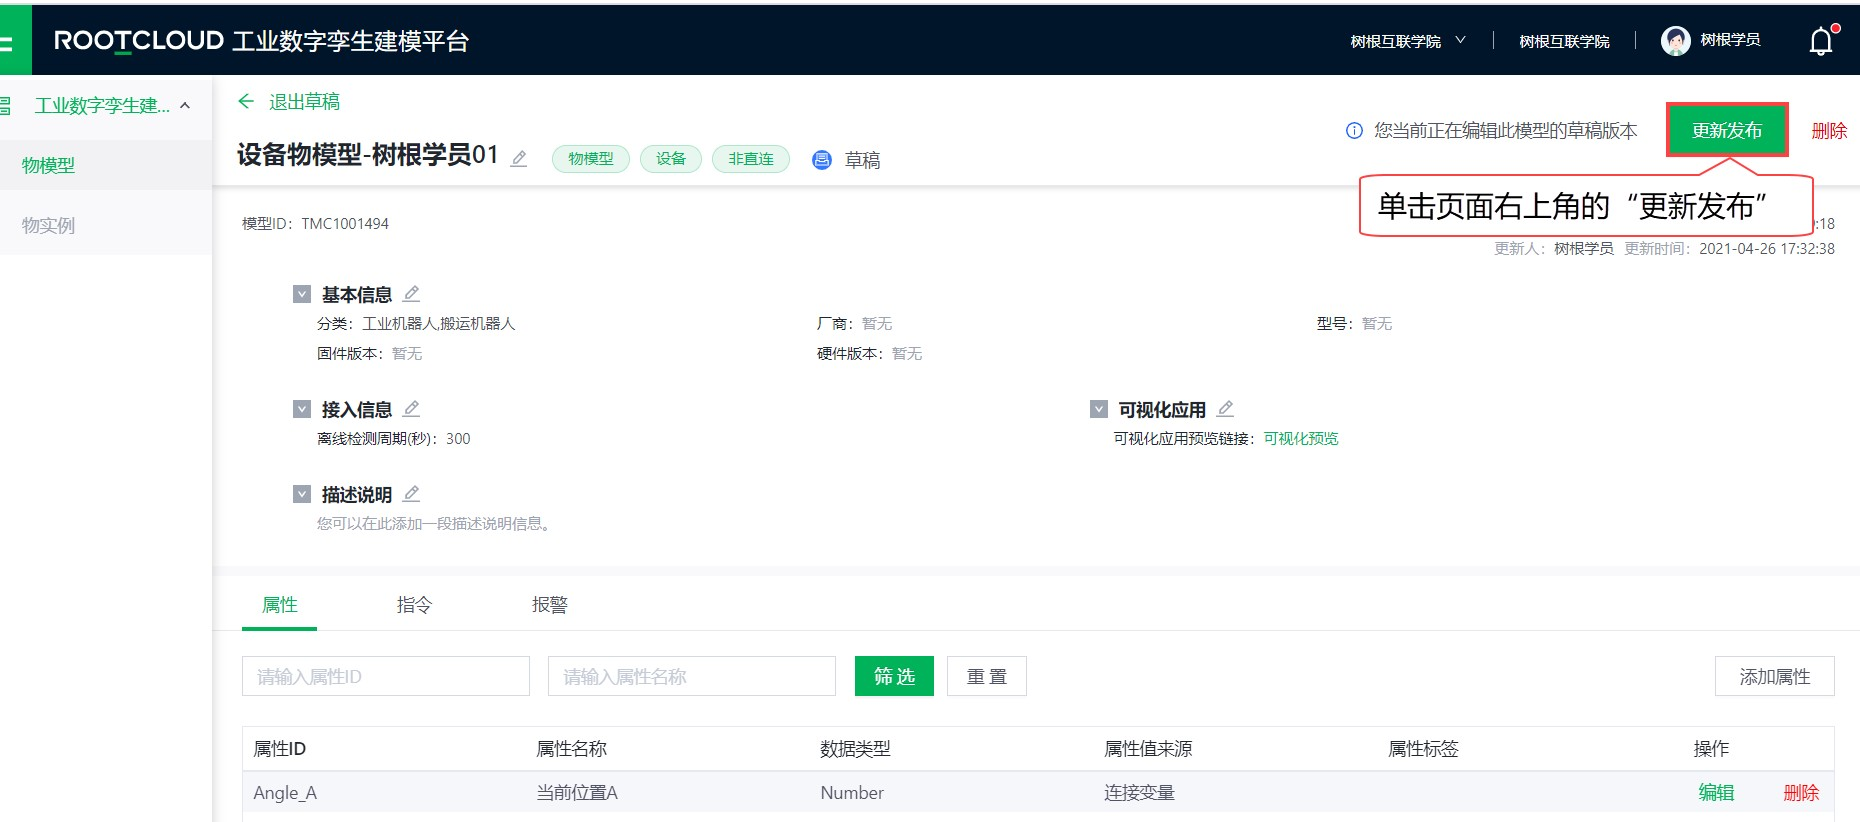 ROOTCLOUD 工业数字孪生建模平台
树根互联学院 树根互联学院 树根学员
工业数字孪生建...
物模型
物实例
退出草稿
设备物模型-树根学员01 物模型 设备 非直连 草稿
您当前正在编辑此模型的草稿版本 更新发布 删除
单击页面右上角的“更新发布”
模型ID: TMC1001494
:18
更新人: 树根学员 更新时间: 2021-04-26 17:32:38
基本信息
分类: 工业机器人,搬运机器人 厂商: 暂无 型号: 暂无
固件版本: 暂无 硬件版本: 暂无
接入信息 可视化应用
离线检测周期(秒): 300 可视化应用预览链接: 可视化预览
描述说明
您可以在此添加一段描述说明信息。
属性 指令 报警
请输入属性ID 请输入属性名称 筛选 重置 添加属性
属性ID 属性名称 数据类型 属性值来源 属性标签 操作
Angle_A 当前位置A Number 连接变量 编辑 删除